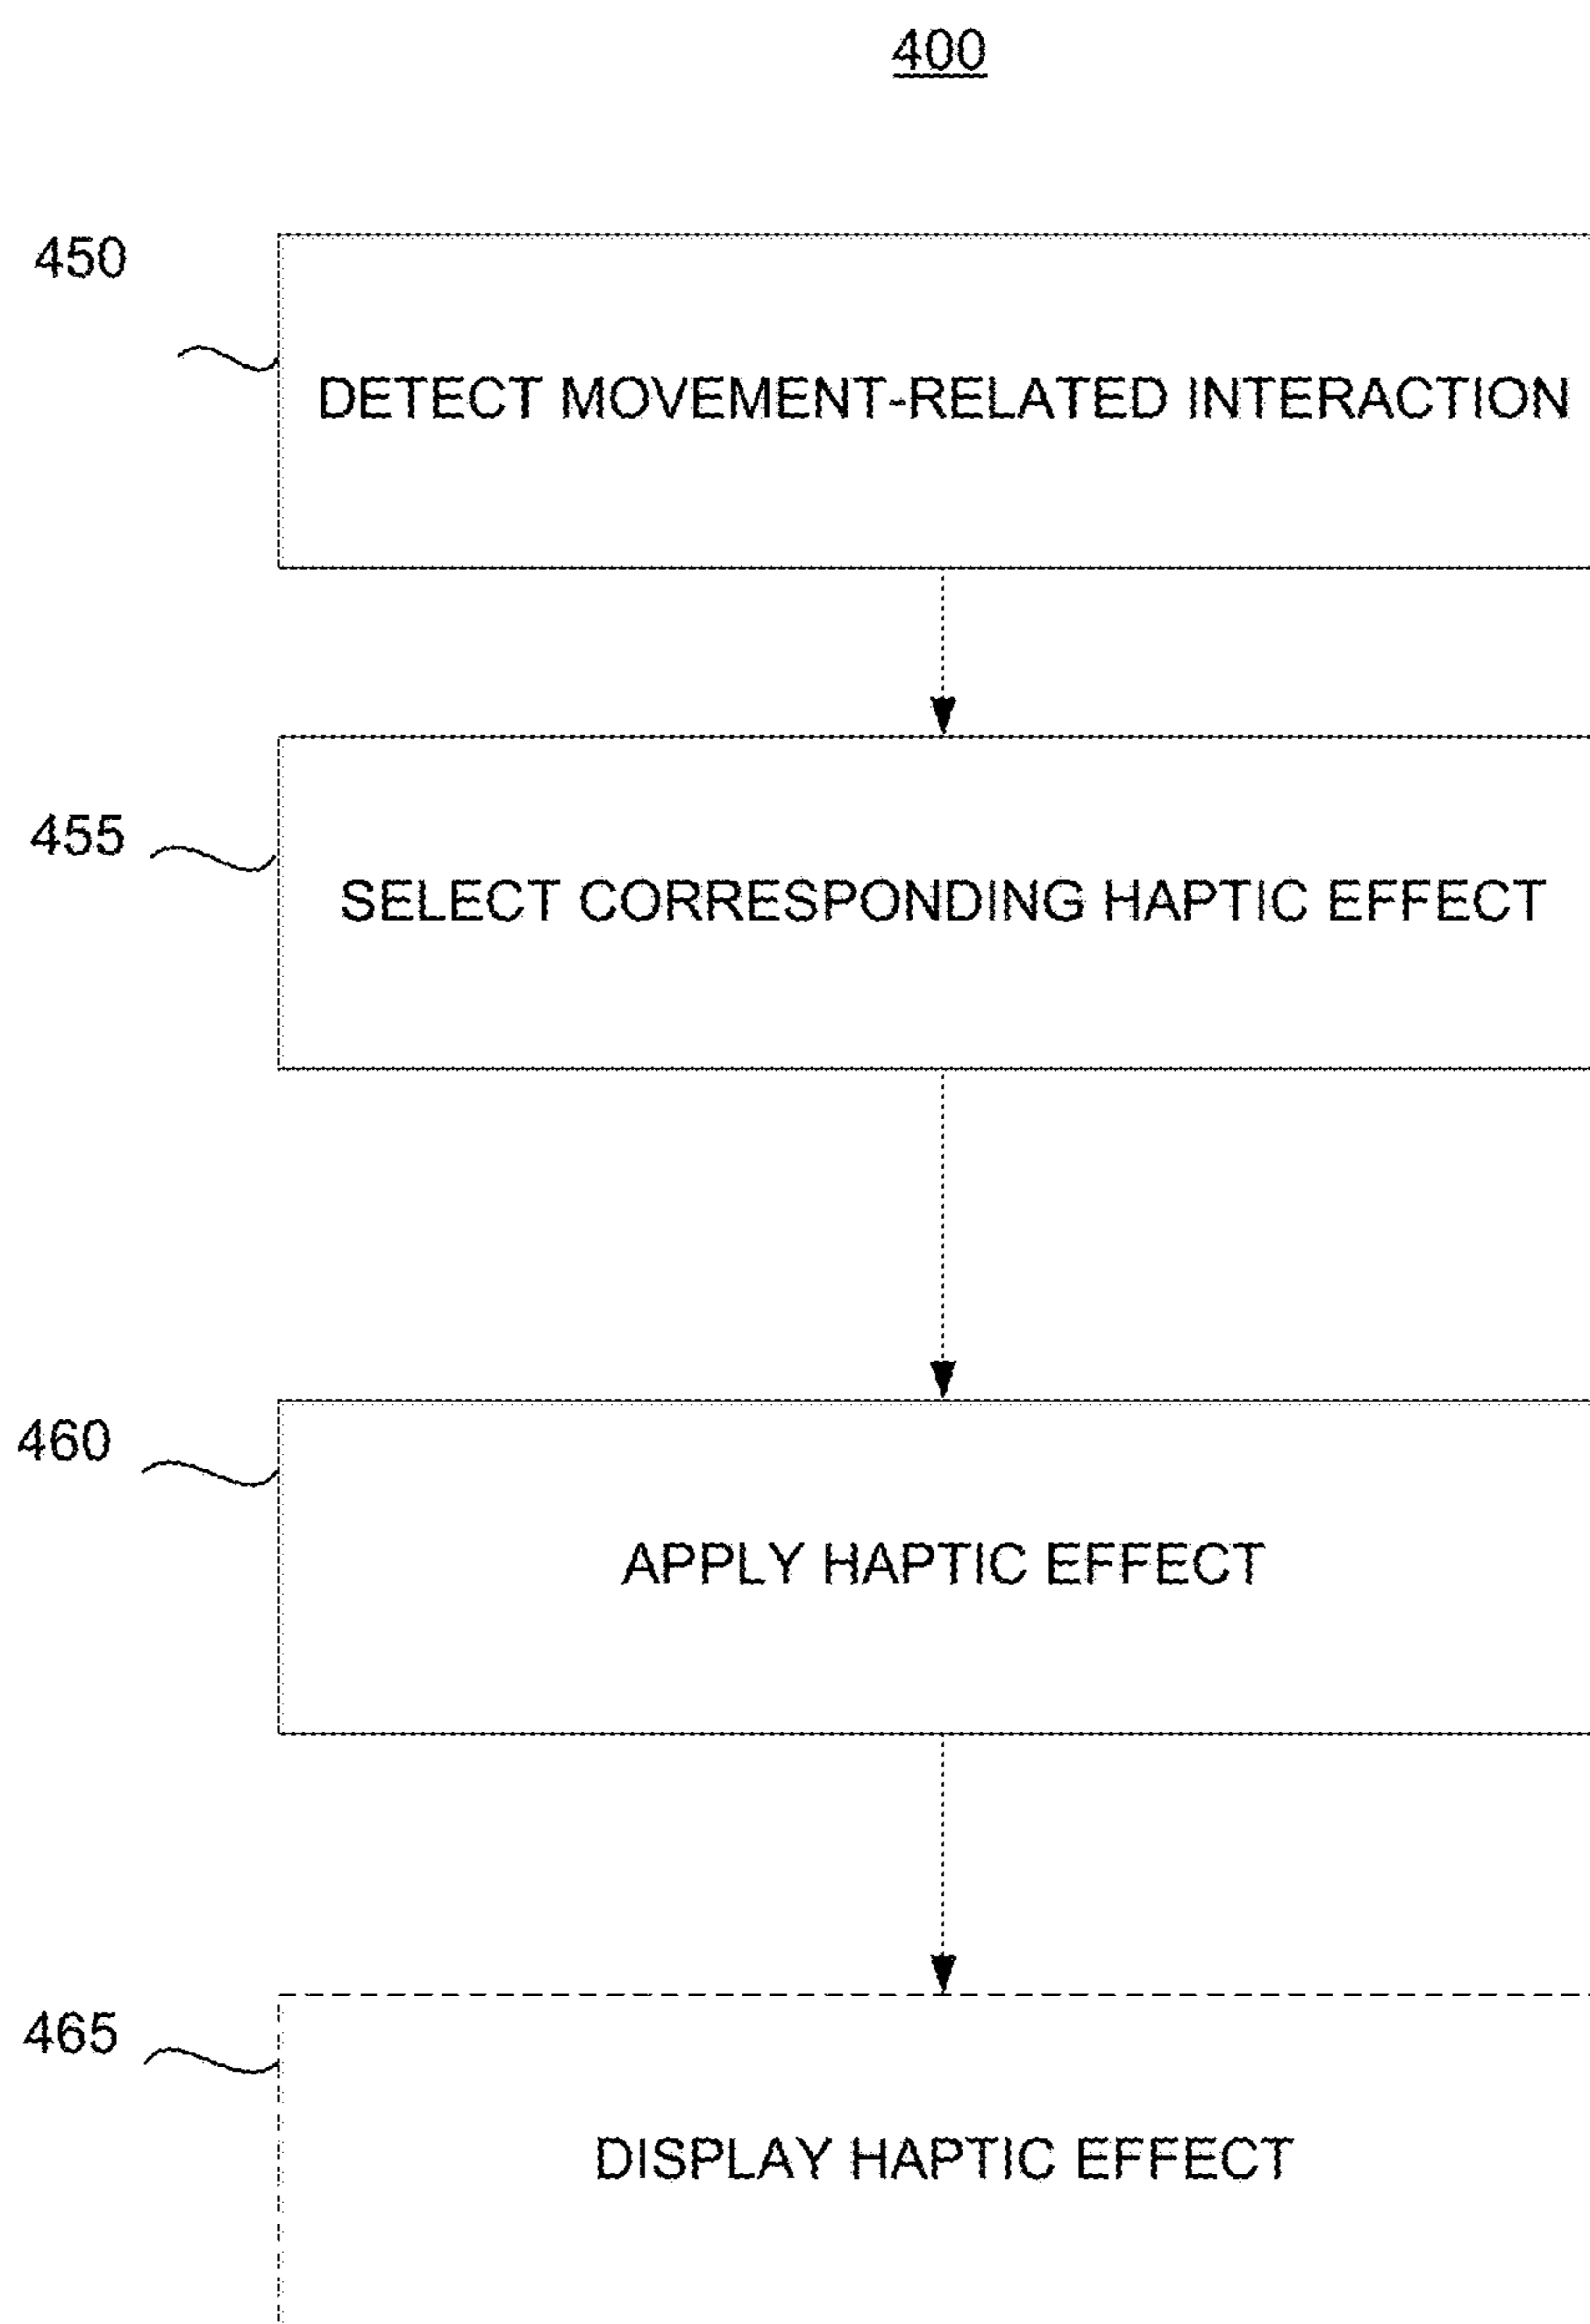 400
450
DETECT MOVEMENT-RELATED INTERACTION
455
SELECT CORRESPONDING HAPTIC EFFECT
460
APPLY HAPTIC EFFECT
465
DISPLAY HAPTIC EFFECT